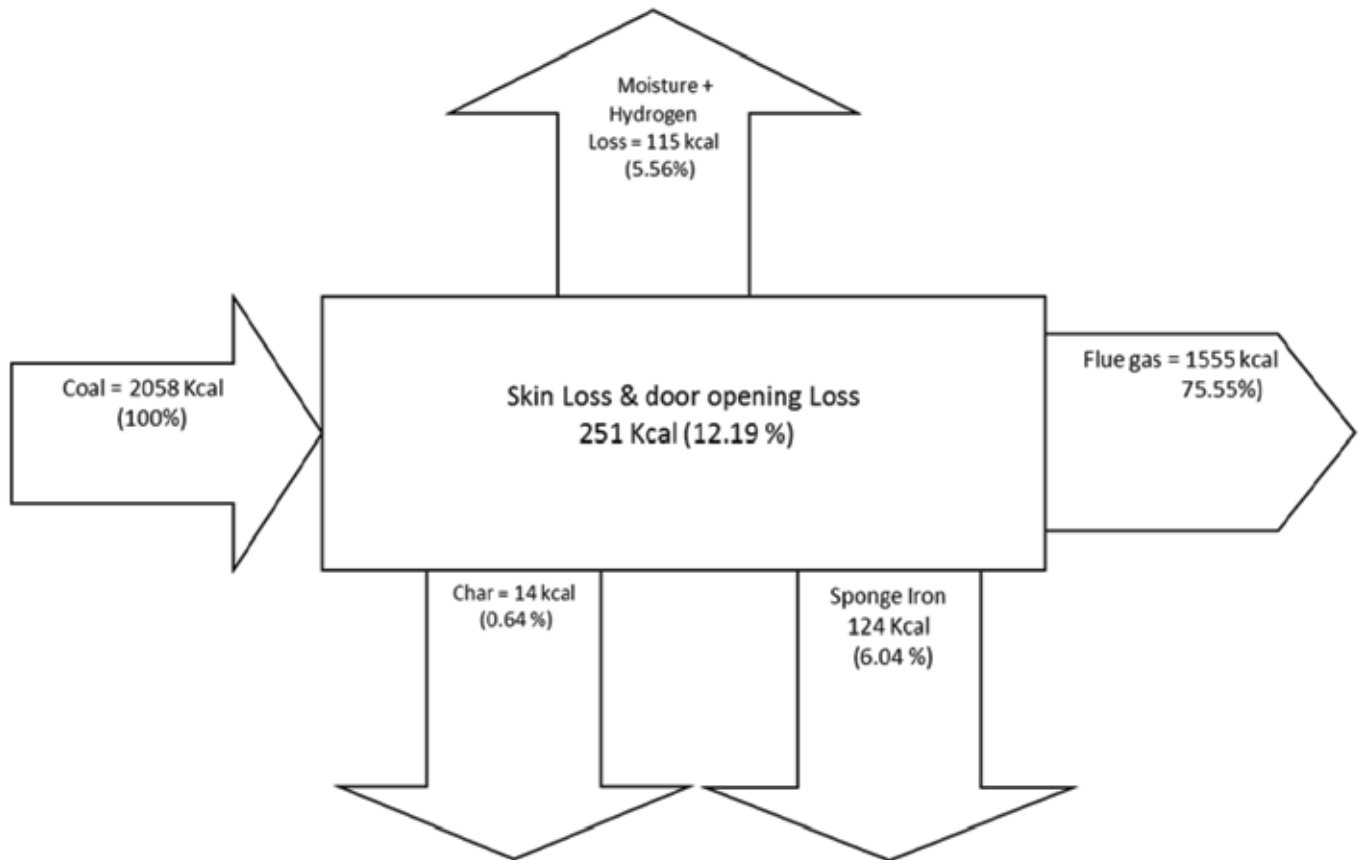 Moisture +
Hydrogen
Loss = 115 kcal
(5.56%)
Coal = 2058 Kcal
(100%)
Skin Loss & door opening Loss
251 Kcal (12.19 %)
Flue gas = 1555 kcal
75.55%)
Char = 14 kcal
(0.64 %)
Sponge Iron
124 Kcal
(6.04 %)